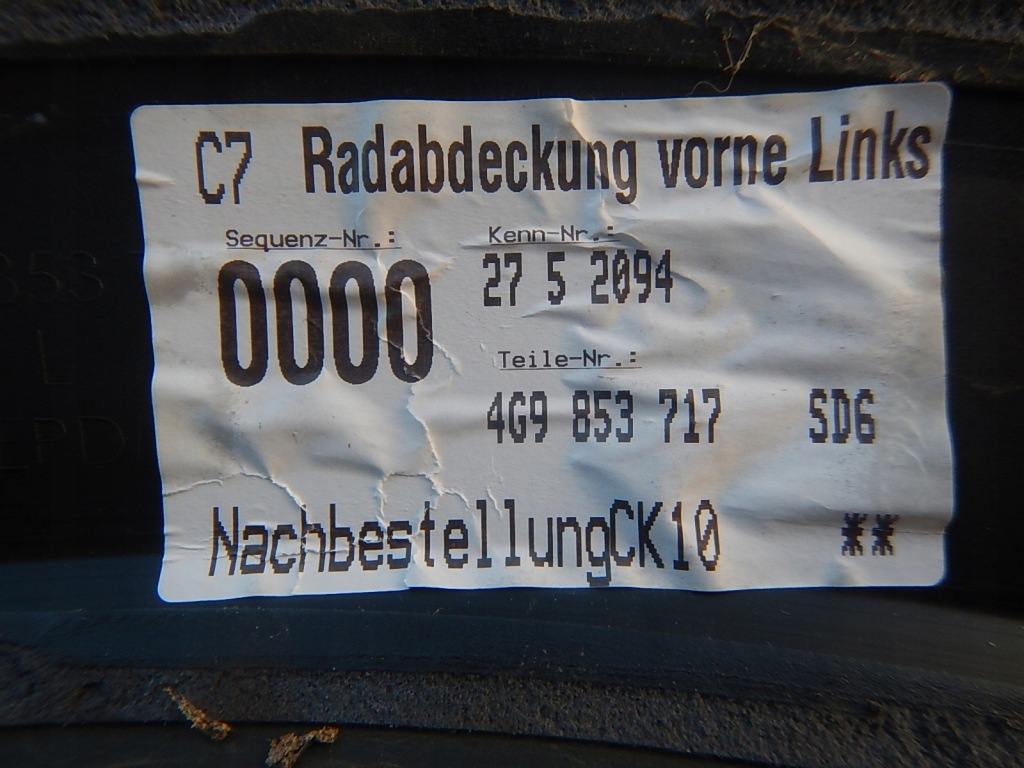 C7 Radabdeckung vorne Links
Sequenz-Nr.: Kenn-Nr.:
0000 27 5 2094
Teile-Nr.:
4G9 853 717 SD6
NachbestellungCK10 **
853
L